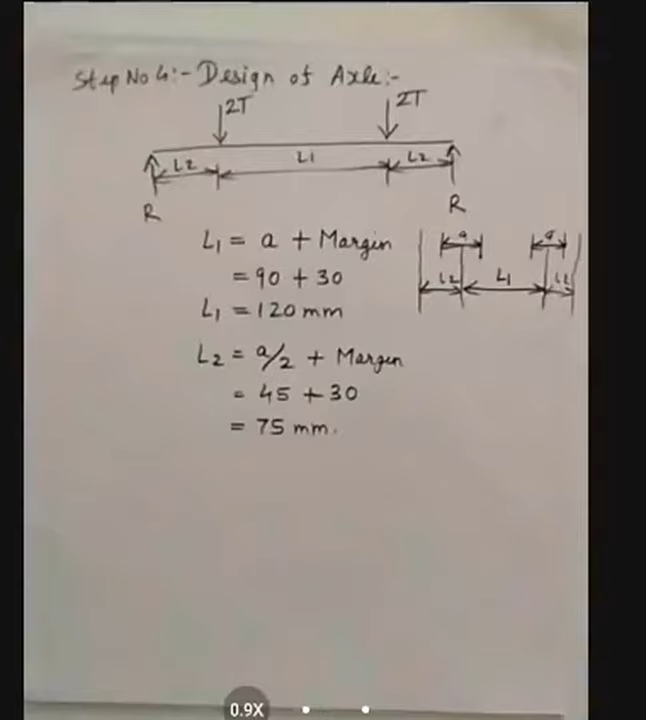 Step No 4:- Design of Axle:-
2T 2T
L2 L1 L2
R R
L1 = a + Margin
= 90 + 30
L1 = 120 mm
a a
L2 L1 L2
L2 = a/2 + Margin
= 45 + 30
= 75 mm.
0.9X